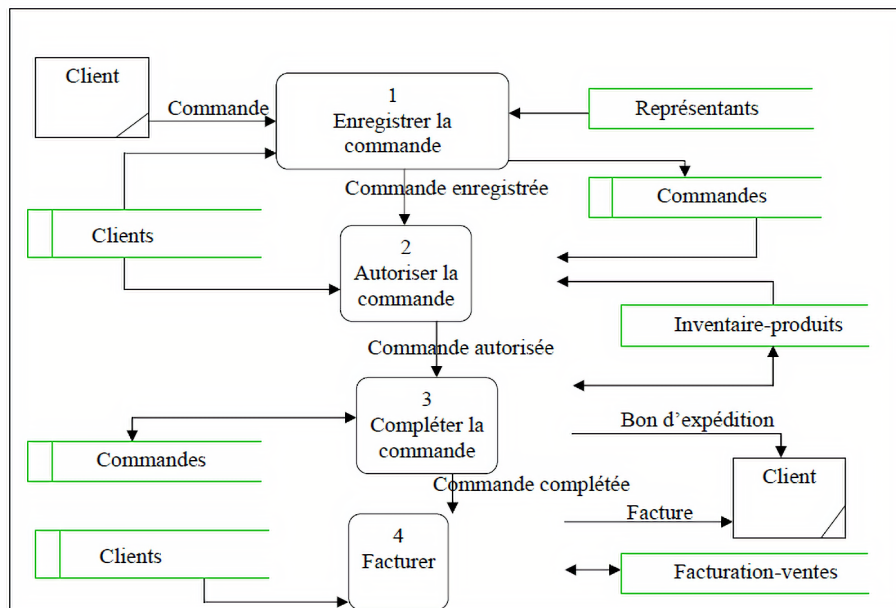 Client
Commande
1
Enregistrer la
commande
Représentants
Commande enregistrée
Commandes
Clients
2
Autoriser la
commande
Inventaire-produits
Commande autorisée
3
Compléter la
commande
Bon d’expédition
Commandes
Commande complétée
Client
Facture
4
Facturer
Clients
Facturation-ventes